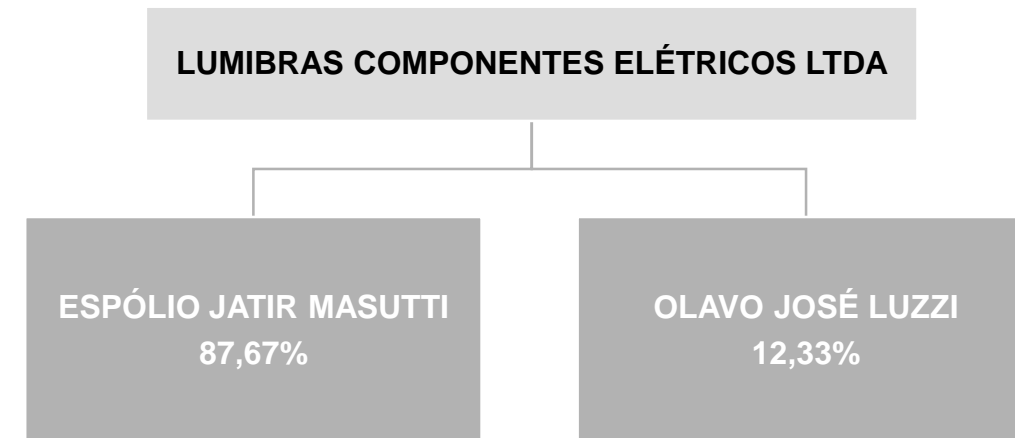 LUMIBRAS COMPONENTES ELÉTRICOS LTDA
ESPÓLIO JATIR MASUTTI
87,67%
OLAVO JOSÉ LUZZI
12,33%